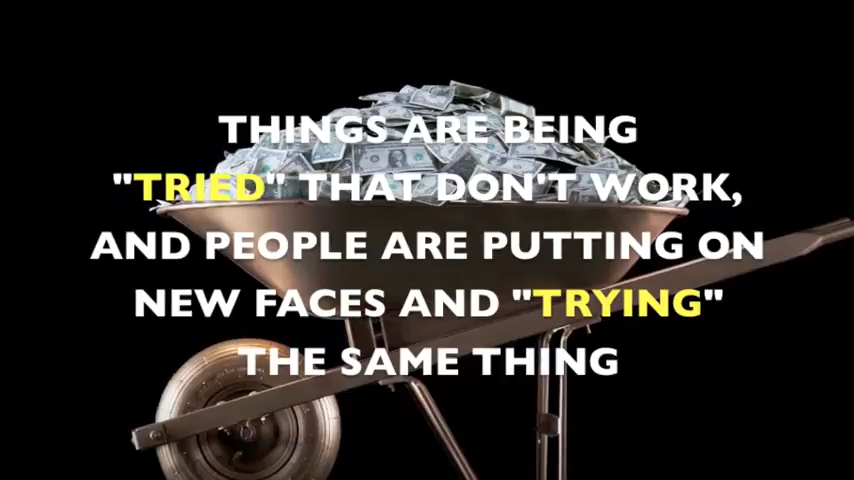 THINGS ARE BEING
"TRIED" THAT DON'T WORK,
AND PEOPLE ARE PUTTING ON
NEW FACES AND "TRYING"
THE SAME THING